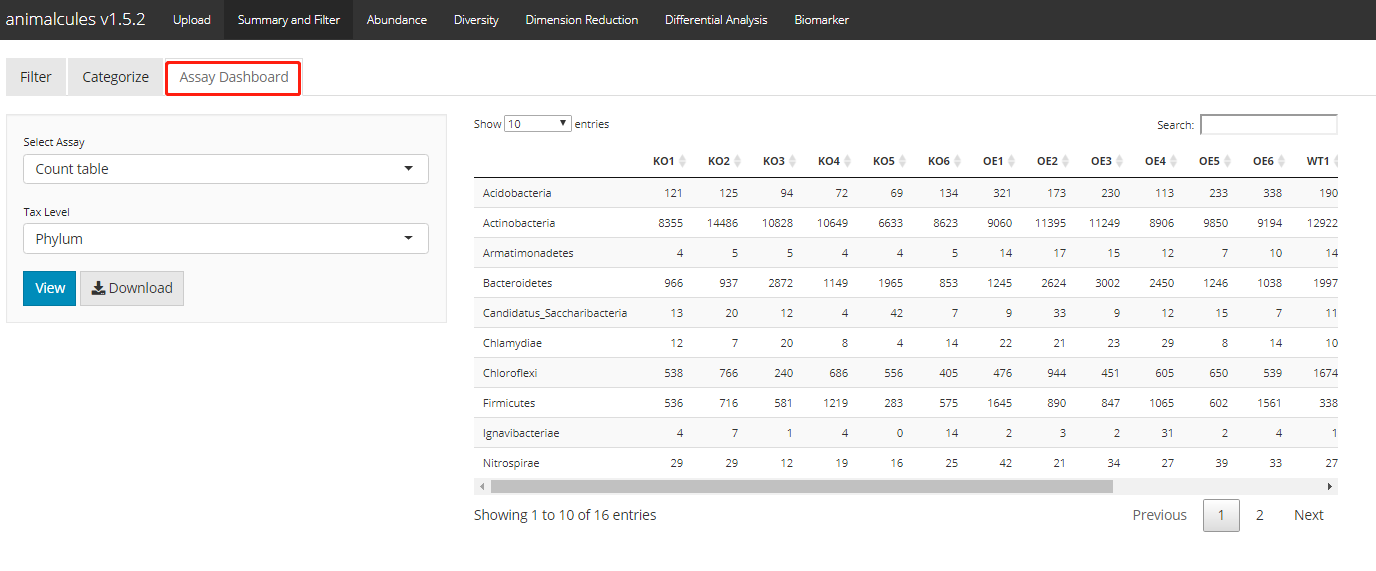 animalcules v1.5.2 Upload Summary and Filter Abundance Diversity Dimension Reduction Differential Analysis Biomarker
Filter Categorize Assay Dashboard
Select Assay
Count table
Tax Level
Phylum
View Download
Show 10 entries Search:
KO1 KO2 KO3 KO4 KO5 KO6 OE1 OE2 OE3 OE4 OE5 OE6 WT1
Acidobacteria 121 125 94 72 69 134 321 173 230 113 233 338 190
Actinobacteria 8355 14486 10828 10649 6633 8623 9060 11395 11249 8906 9850 9194 12922
Armatimonadetes 4 5 5 4 4 5 14 17 15 12 7 10 14
Bacteroidetes 966 937 2872 1149 1965 853 1245 2624 3002 2450 1246 1038 1997
Candidatus_Saccharibacteria 13 20 12 4 42 7 9 33 9 12 15 7 11
Chlamydiae 12 7 20 8 4 14 22 21 23 29 8 14 10
Chloroflexi 538 766 240 686 556 405 476 944 451 605 650 539 1674
Firmicutes 536 716 581 1219 283 575 1645 890 847 1065 602 1561 338
Ignavibacteriae 4 7 1 4 0 14 2 3 2 31 2 4 1
Nitrospirae 29 29 12 19 16 25 42 21 34 27 39 33 27
Showing 1 to 10 of 16 entries Previous 1 2 Next